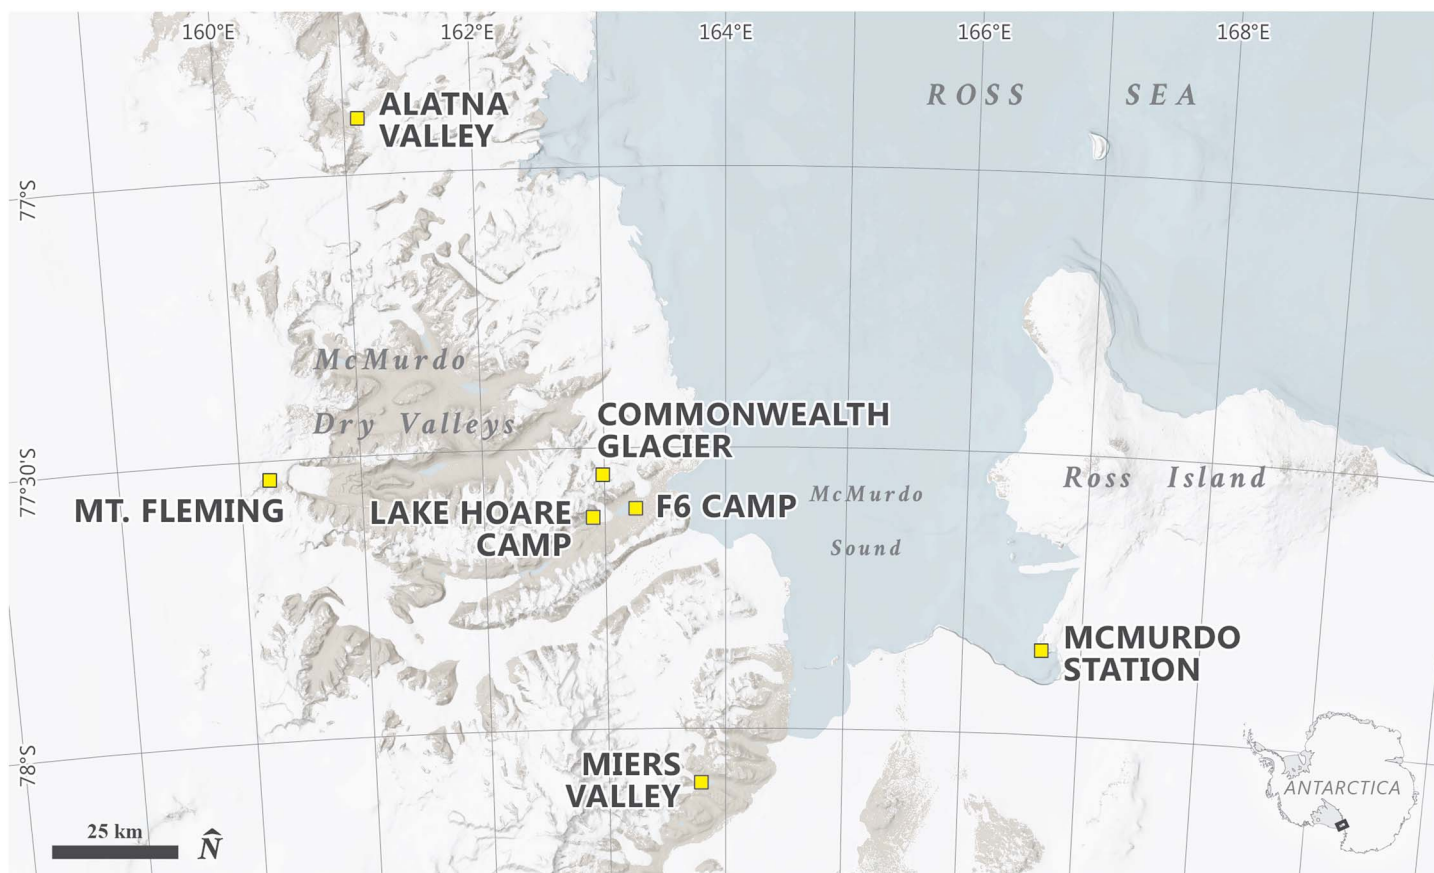 160°E
162°E
164°E
166°E
168°E
ROSS SEA
ALATNA
VALLEY
77°S
McMurdo
Dry Valleys
COMMONWEALTH
GLACIER
77°30'S
MT. FLEMING
LAKE HOARE
CAMP
F6 CAMP
McMurdo
Sound
Ross Island
MCMURDO
STATION
78°S
MIERS
VALLEY
ANTARCTICA
25 km
N